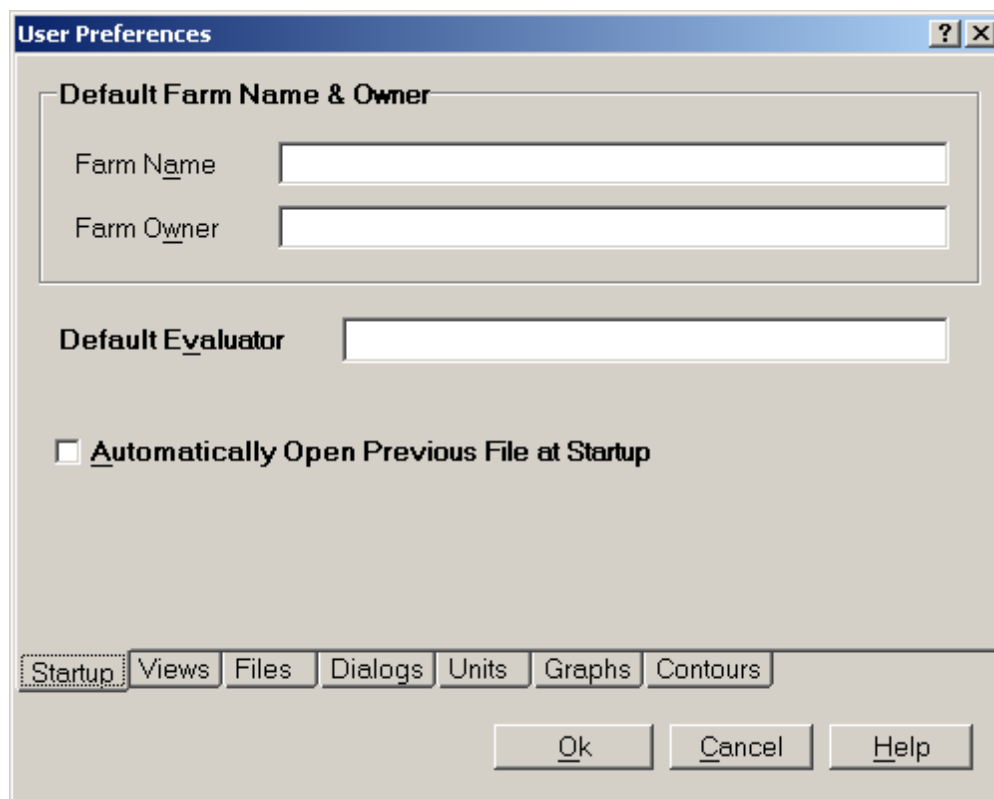 User Preferences
Default Farm Name & Owner
Farm Name
Farm Owner
Default Evaluator
Automatically Open Previous File at Startup
Startup Views Files Dialogs Units Graphs Contours
Ok Cancel Help